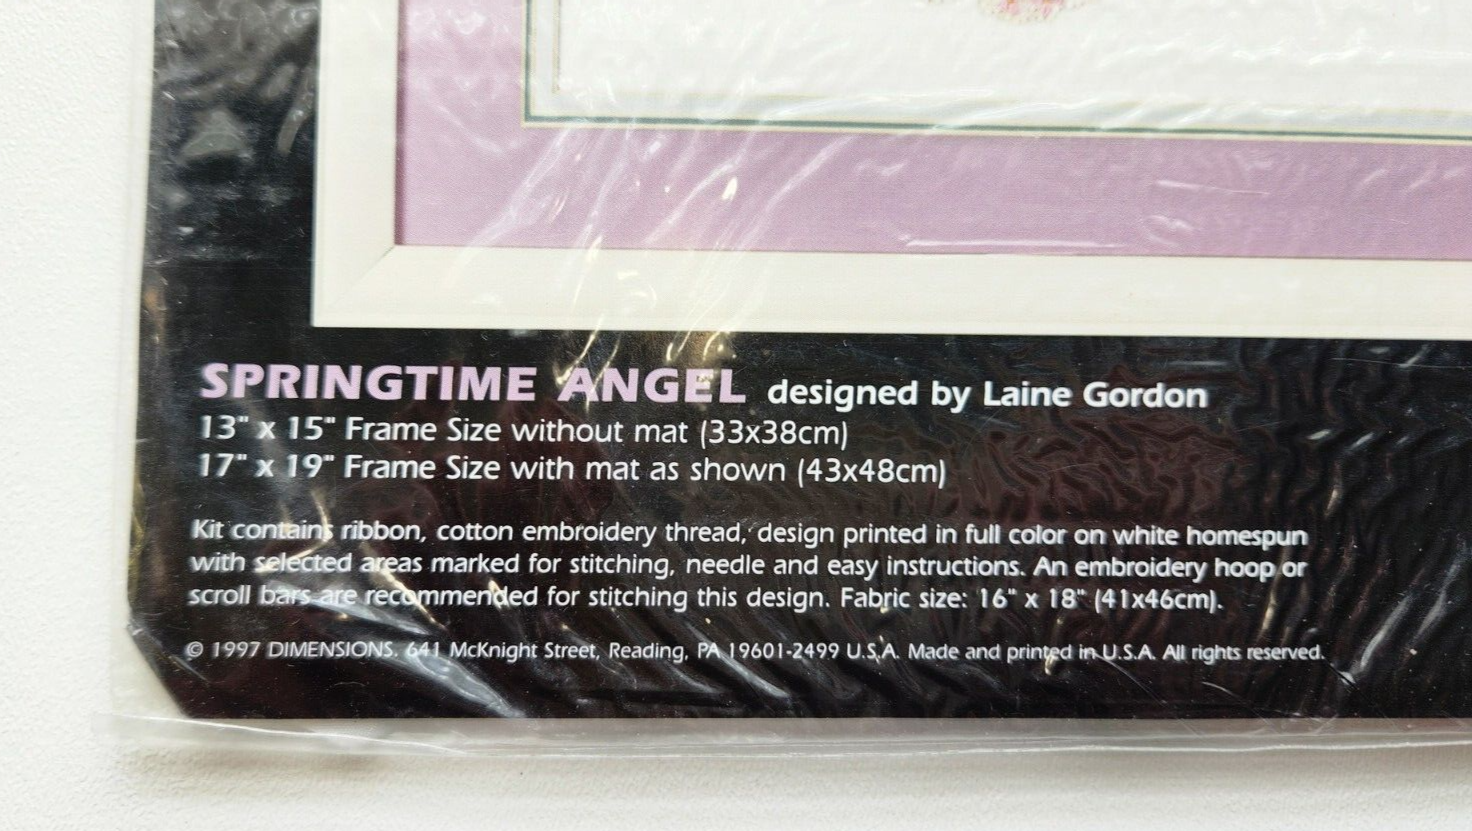 SPRINGTIME ANGEL designed by Laine Gordon
13" x 15" Frame Size without mat (33x38cm)
17" x 19" Frame Size with mat as shown (43x48cm)
Kit contains ribbon, cotton embroidery thread, design printed in full color on white homespun
with selected areas marked for stitching, needle and easy instructions. An embroidery hoop or
scroll bars are recommended for stitching this design. Fabric size: 16" x 18" (41x46cm).
© 1997 DIMENSIONS. 641 McKnight Street, Reading, PA 19601-2499 U.S.A. Made and printed in U.S.A. All rights reserved.